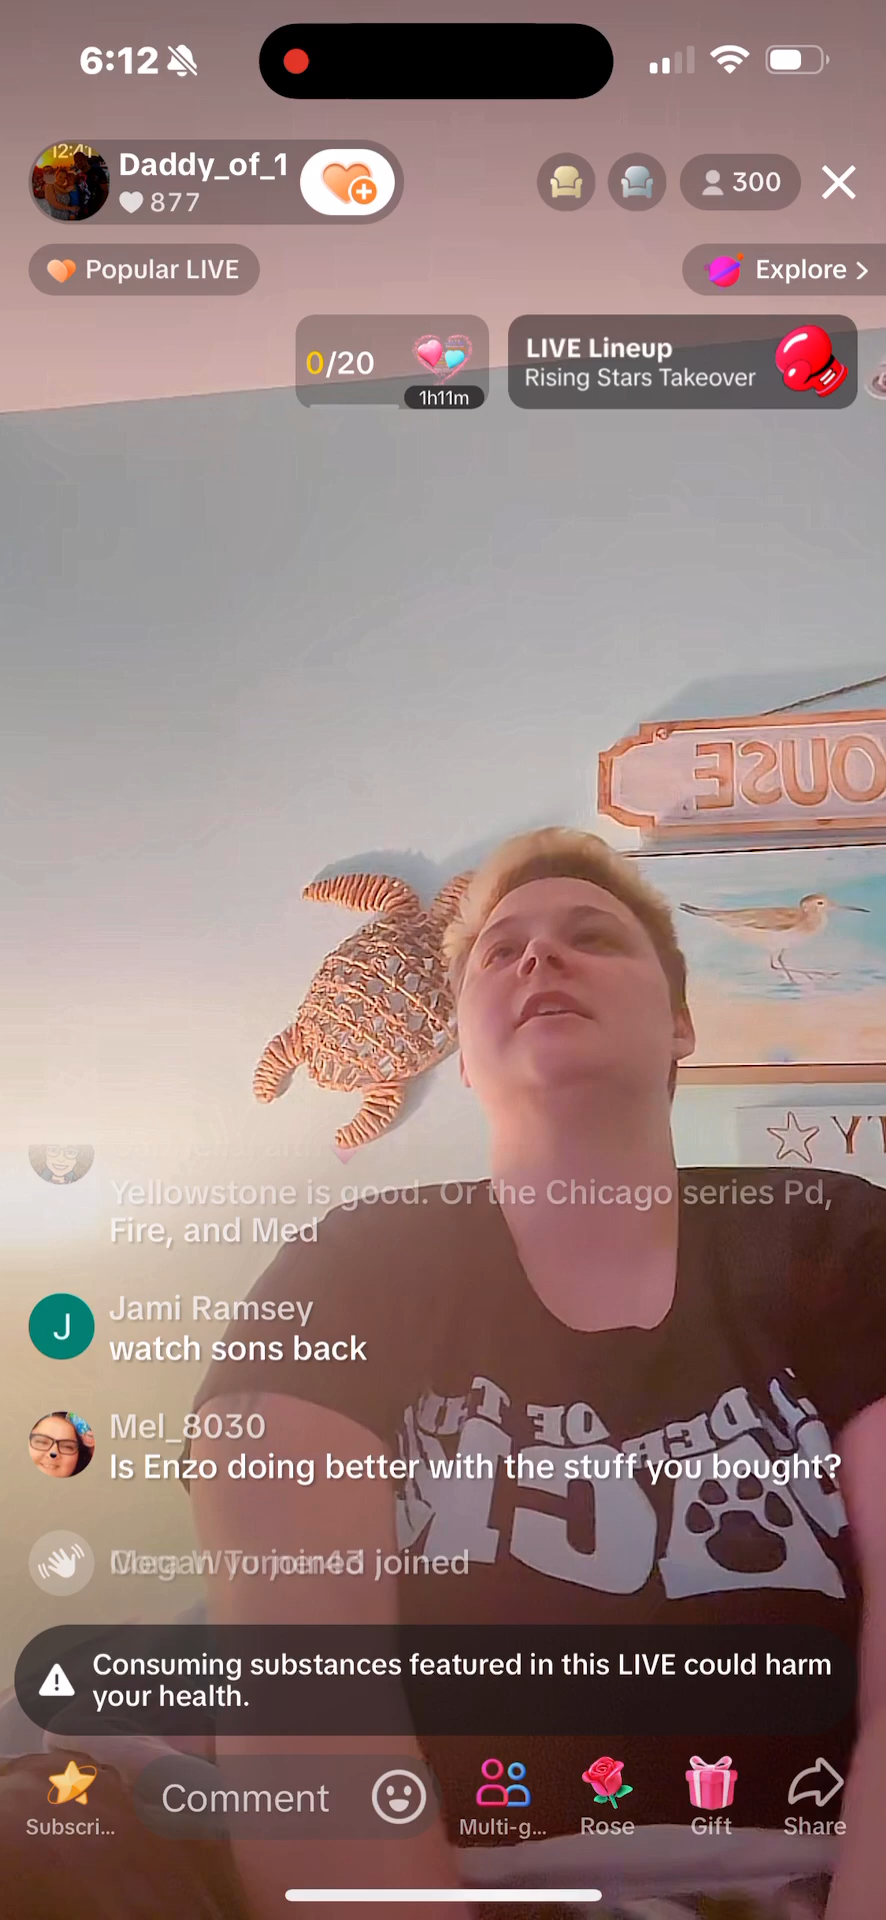 6:12
12:41
Daddy_of_1
877
300
Popular LIVE
Explore >
0/20
1h11m
LIVE Lineup
Rising Stars Takeover
OUSE
Yellowstone is good. Or the Chicago series Pd,
Fire, and Med
J
Jami Ramsey
watch sons back
Mel_8030
Is Enzo doing better with the stuff you bought?
joined
Consuming substances featured in this LIVE could harm
your health.
Subscri...
Comment
Multi-g...
Rose
Gift
Share